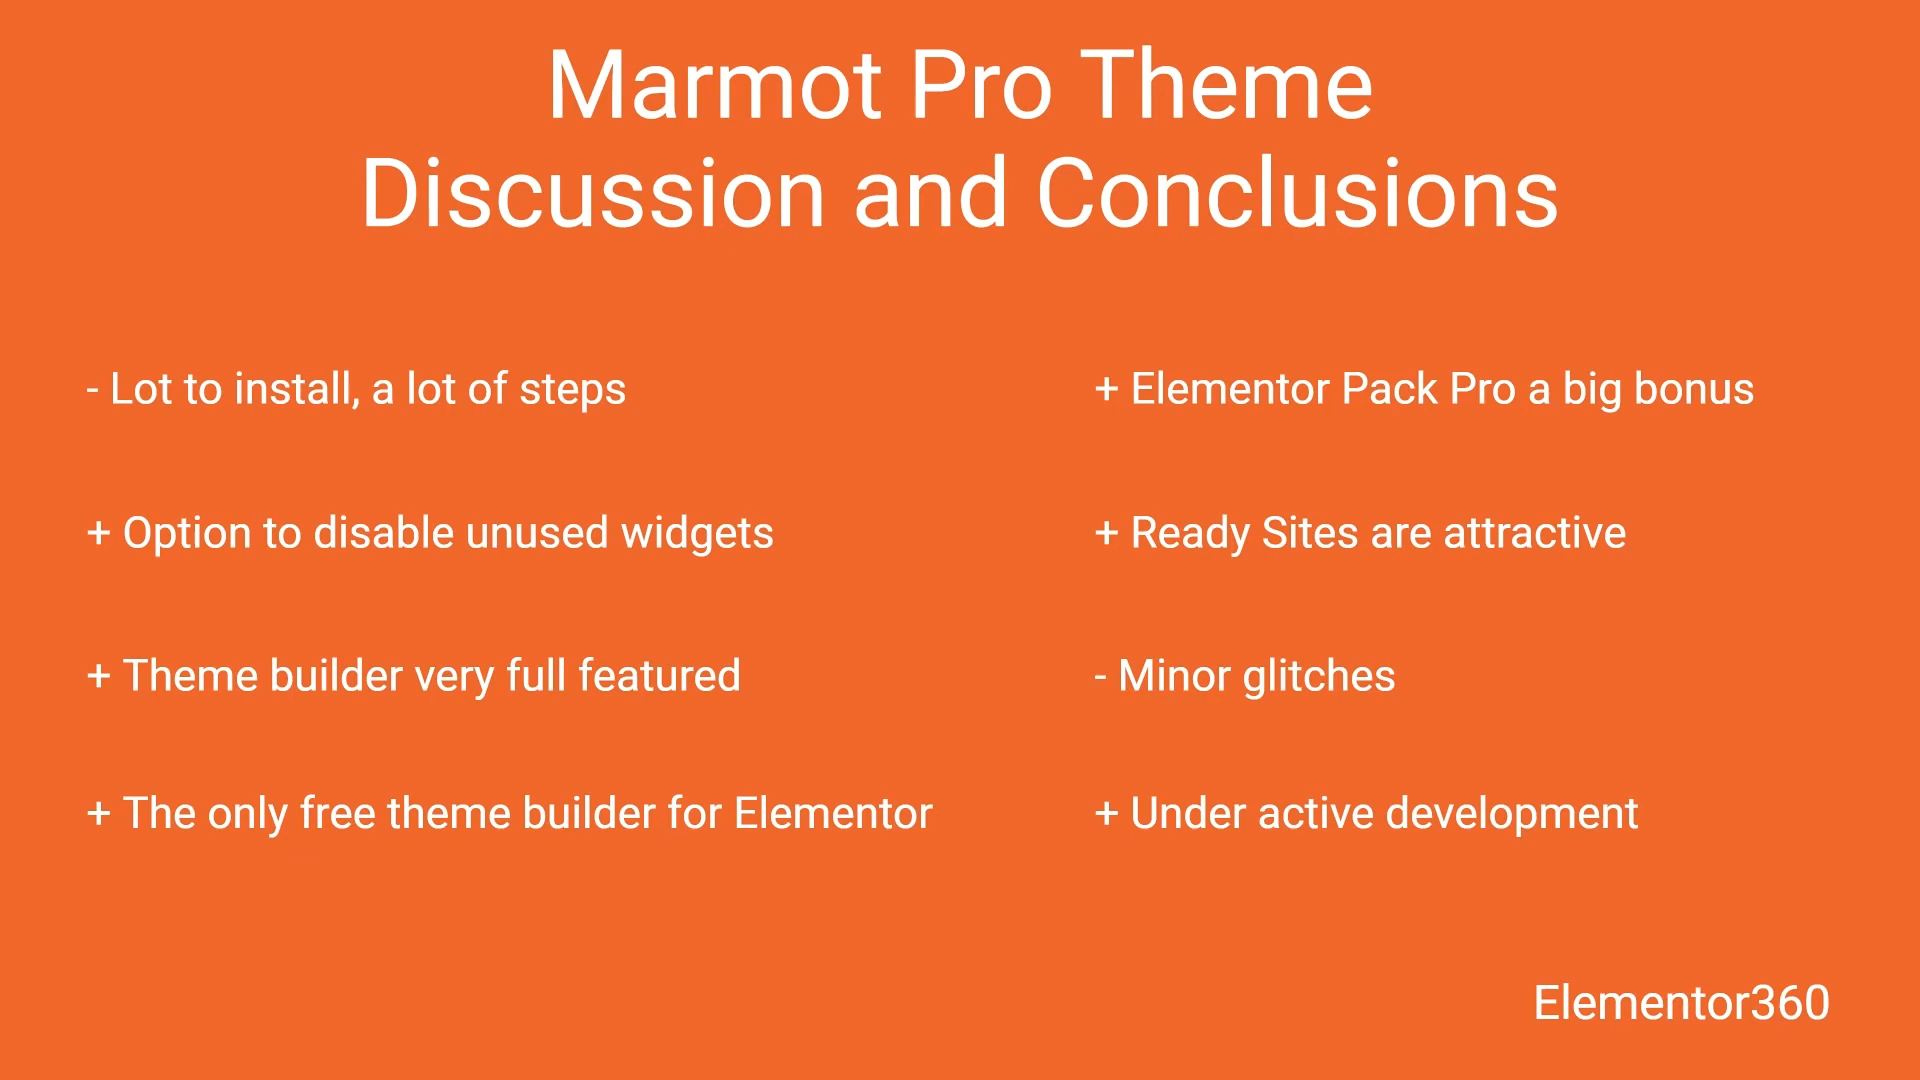 Marmot Pro Theme
Discussion and Conclusions
- Lot to install, a lot of steps
+ Option to disable unused widgets
+ Theme builder very full featured
+ The only free theme builder for Elementor
+ Elementor Pack Pro a big bonus
+ Ready Sites are attractive
- Minor glitches
+ Under active development
Elementor360